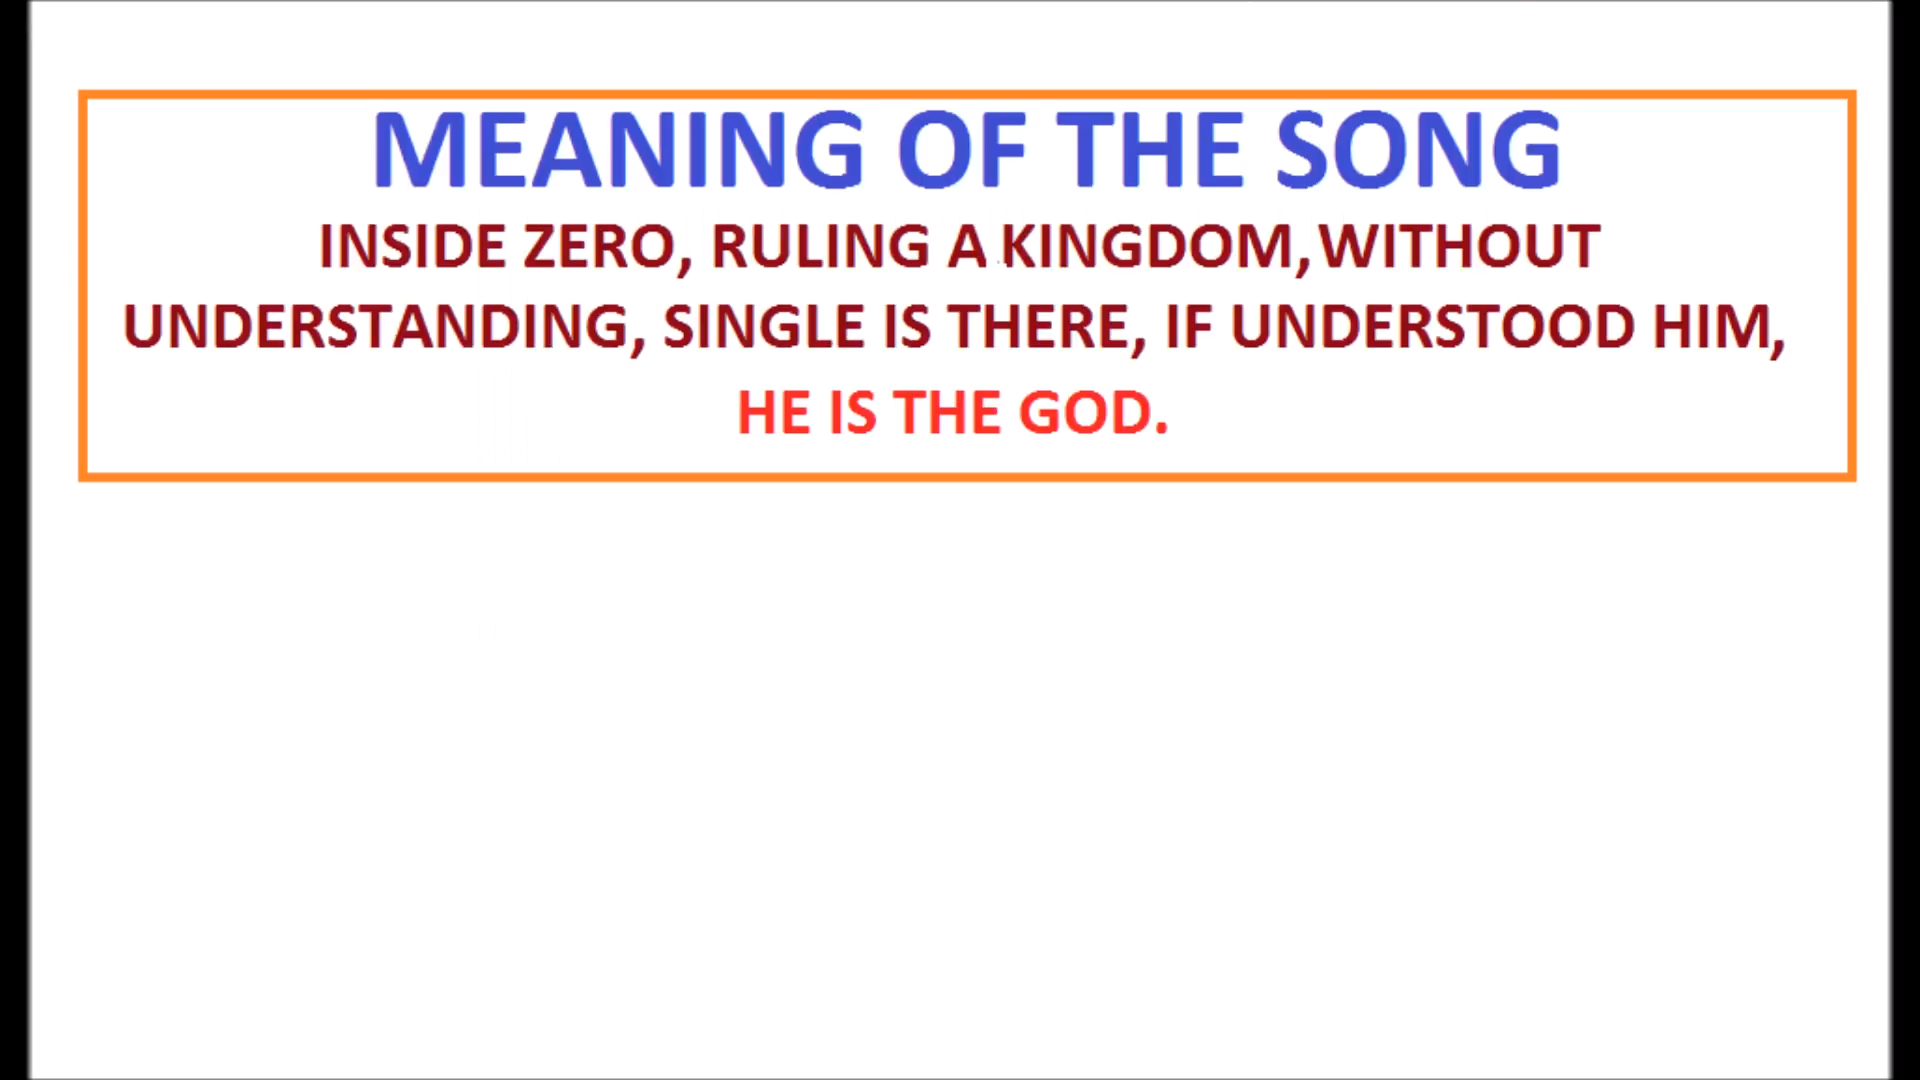 MEANING OF THE SONG
INSIDE ZERO, RULING A KINGDOM,WITHOUT
UNDERSTANDING, SINGLE IS THERE, IF UNDERSTOOD HIM,
HE IS THE GOD.